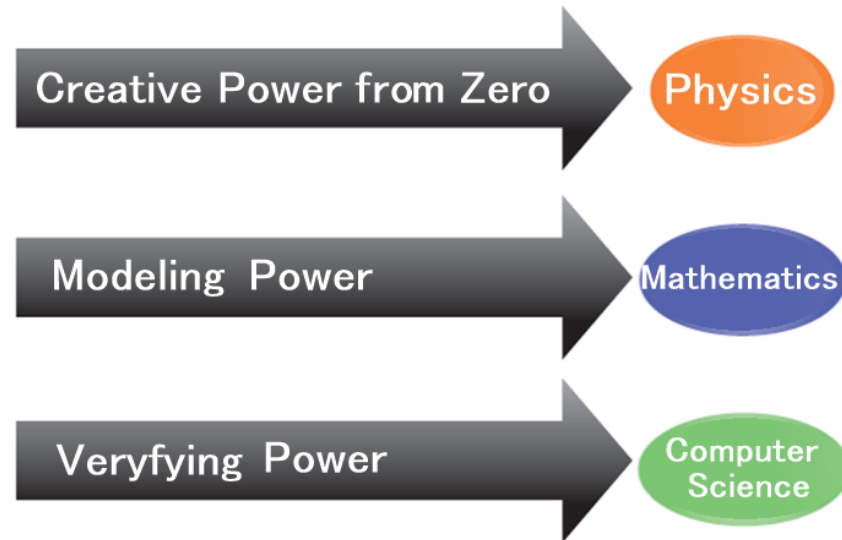 Creative Power from Zero
Physics
Modeling Power
Mathematics
Veryfying Power
Computer
Science